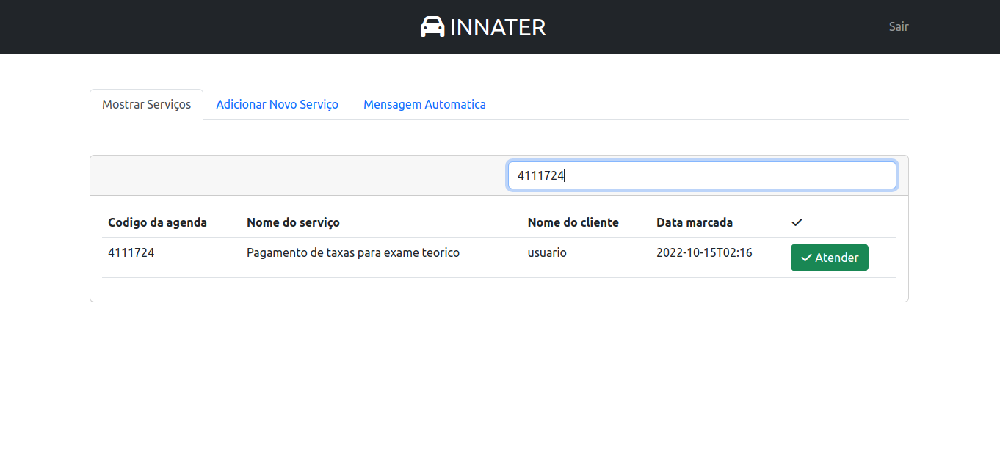 INNATER
Sair
Mostrar Serviços Adicionar Novo Serviço Mensagem Automatica
4111724
Codigo da agenda Nome do serviço Nome do cliente Data marcada
4111724 Pagamento de taxas para exame teorico usuario 2022-10-15T02:16 Atender